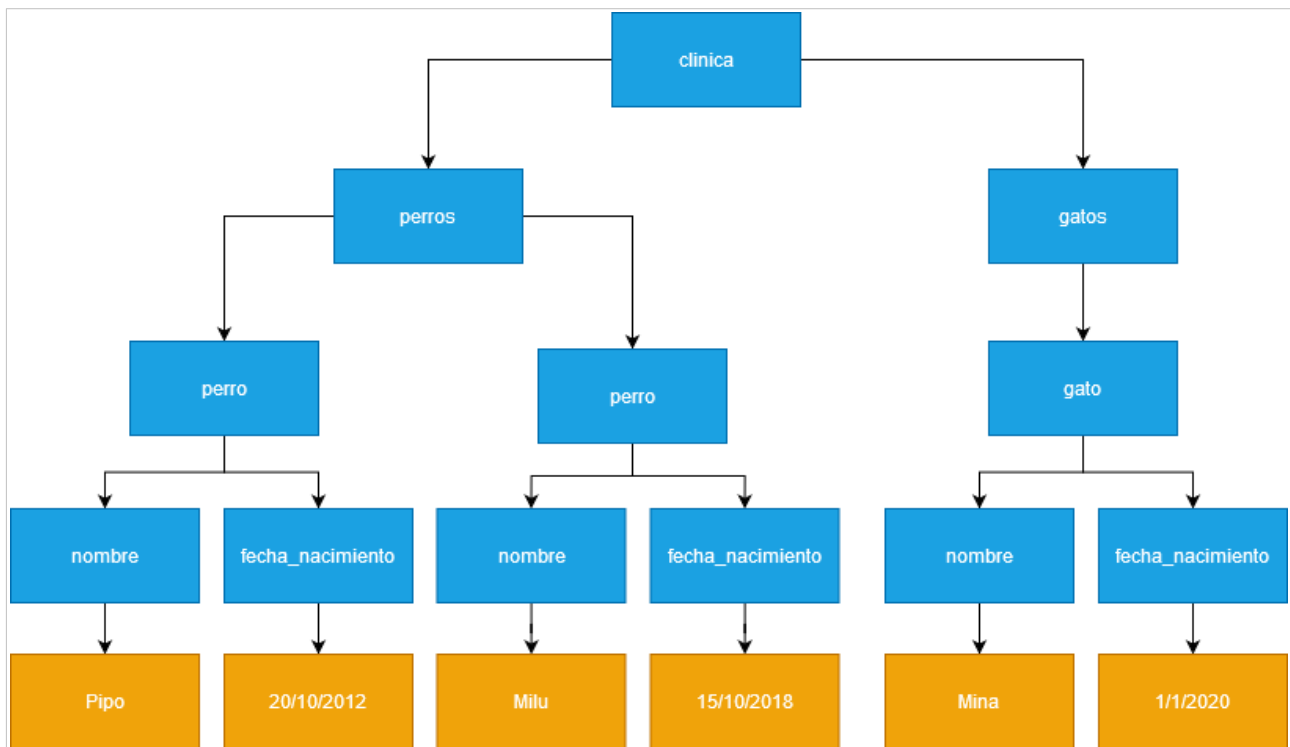 clinica
perros
gatos
perro
perro
gato
nombre
fecha_nacimiento
nombre
fecha_nacimiento
nombre
fecha_nacimiento
Pipo
20/10/2012
Milu
15/10/2018
Mina
1/1/2020